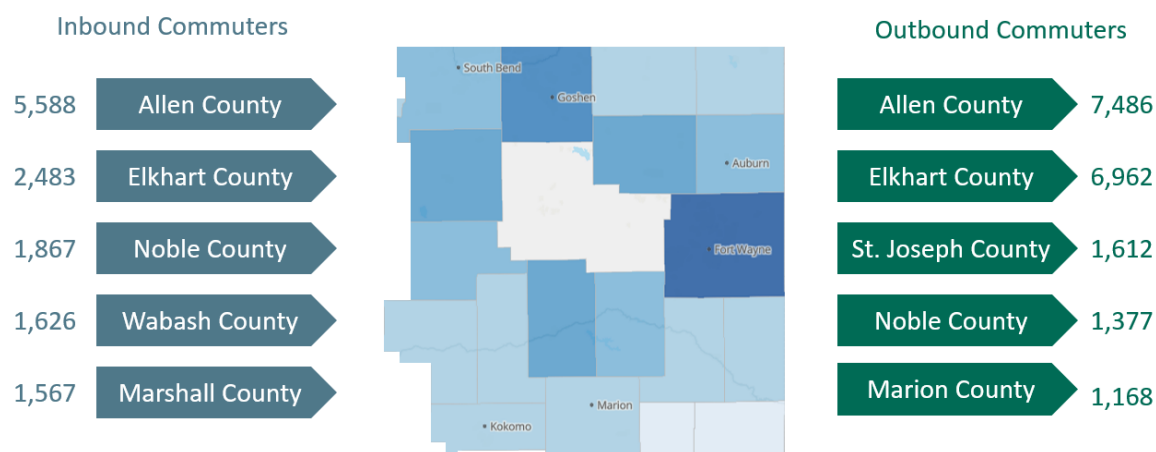 Inbound Commuters
5,588 Allen County
2,483 Elkhart County
1,867 Noble County
1,626 Wabash County
1,567 Marshall County
South Bend
Goshen
Auburn
Fort Wayne
Marion
Kokomo
Outbound Commuters
Allen County 7,486
Elkhart County 6,962
St. Joseph County 1,612
Noble County 1,377
Marion County 1,168